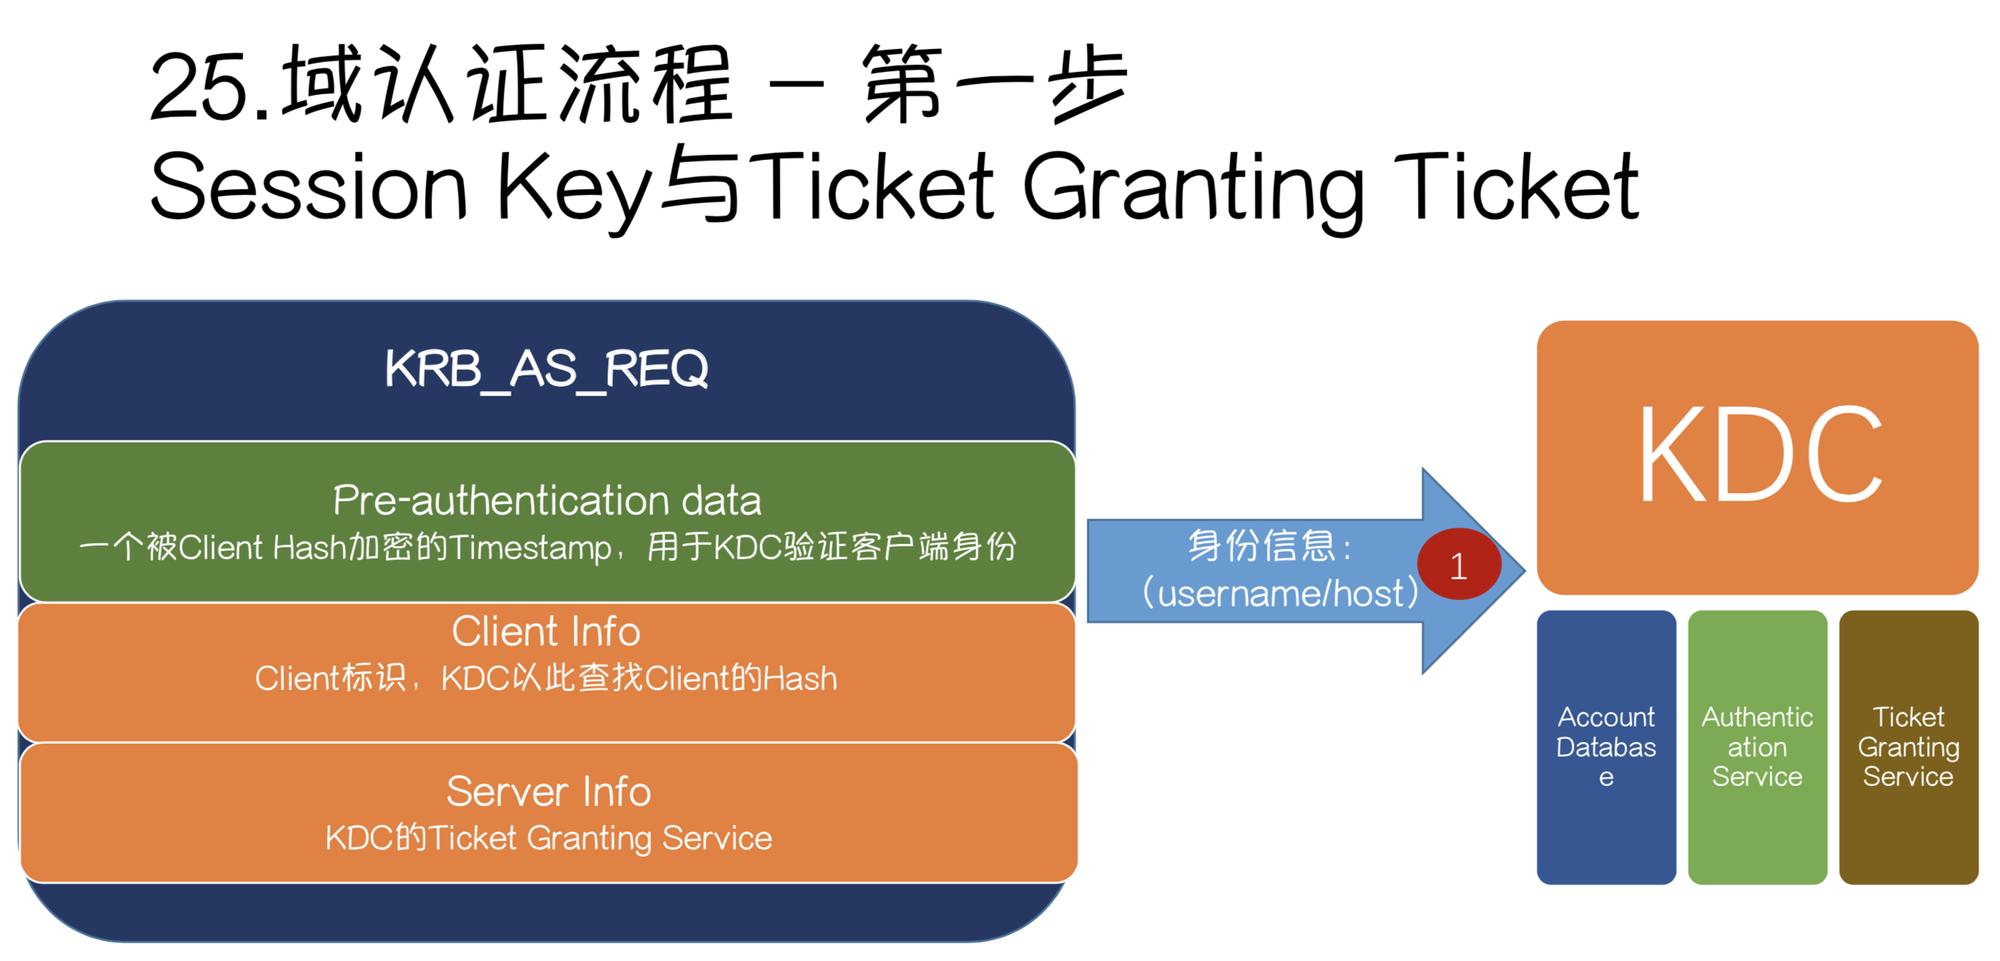 25.域认证流程 – 第一步
Session Key与Ticket Granting Ticket
KRB_AS_REQ
Pre-authentication data
一个被Client Hash加密的Timestamp，用于KDC验证客户端身份
Client Info
Client标识，KDC以此查找Client的Hash
Server Info
KDC的Ticket Granting Service
身份信息：
（username/host）
1
KDC
Account
Databas
e
Authentic
ation
Service
Ticket
Granting
Service